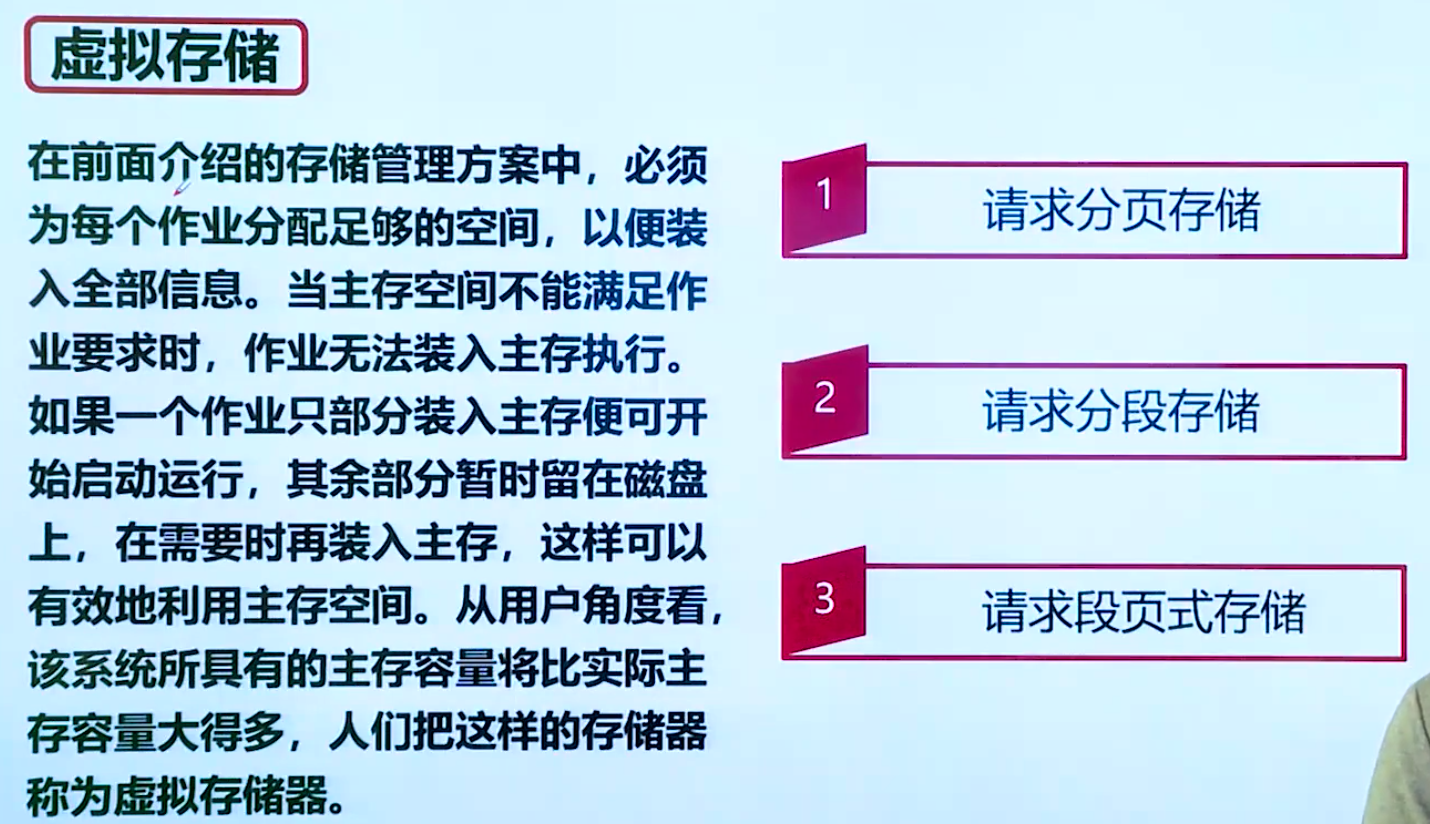 虚拟存储
在前面介绍的存储管理方案中，必须
为每个作业分配足够的空间，以便装
入全部信息。当主存空间不能满足作
业要求时，作业无法装入主存执行。
如果一个作业只部分装入主存便可开
始启动运行，其余部分暂时留在磁盘
上，在需要时再装入主存，这样可以
有效地利用主存空间。从用户角度看，
该系统所具有的主存容量将比实际主
存容量大得多，人们把这样的存储器
称为虚拟存储器。
1 请求分页存储
2 请求分段存储
3 请求段页式存储